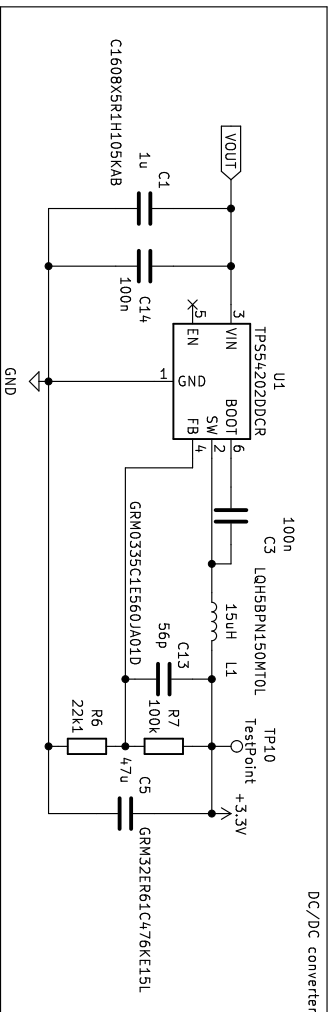 DC/DC converter
VOUT
C1608X5R1H105KAB
1u
C1
C14
100n
GND
U1
TPS54202DDCR
3
VIN
5
EN
1
GND
BOOT
6
SW
2
FB
4
100n
C3
LQH5BPN150MT0L
15uH
L1
GRM0335C1E560JA01D
56p
C13
R7
100k
R6
22k1
TP10
TestPoint
+3.3V
47u
C5
GRM32ER61C476KE15L